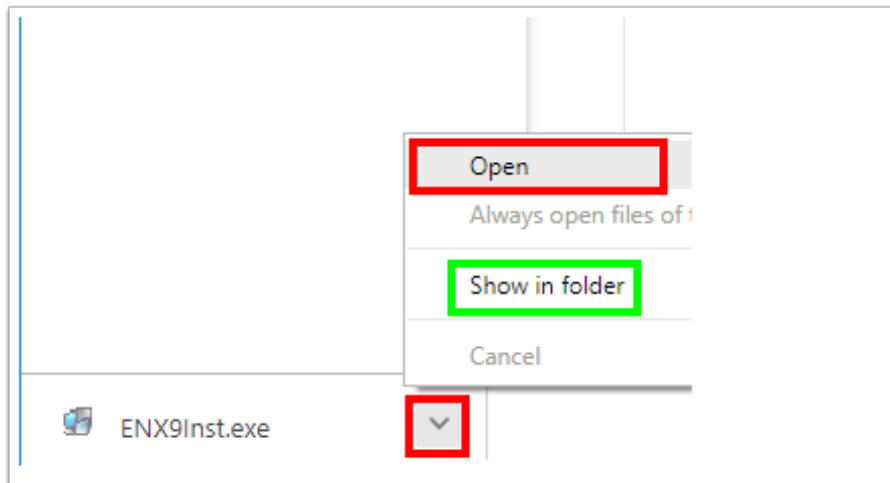 Open
Always open files of
Show in folder
Cancel
ENX9Inst.exe